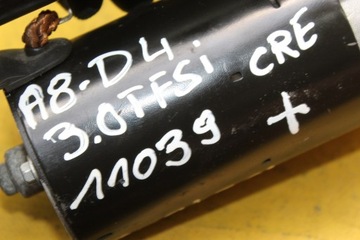 A8-D4
3.0TFSi CRE
11039 +